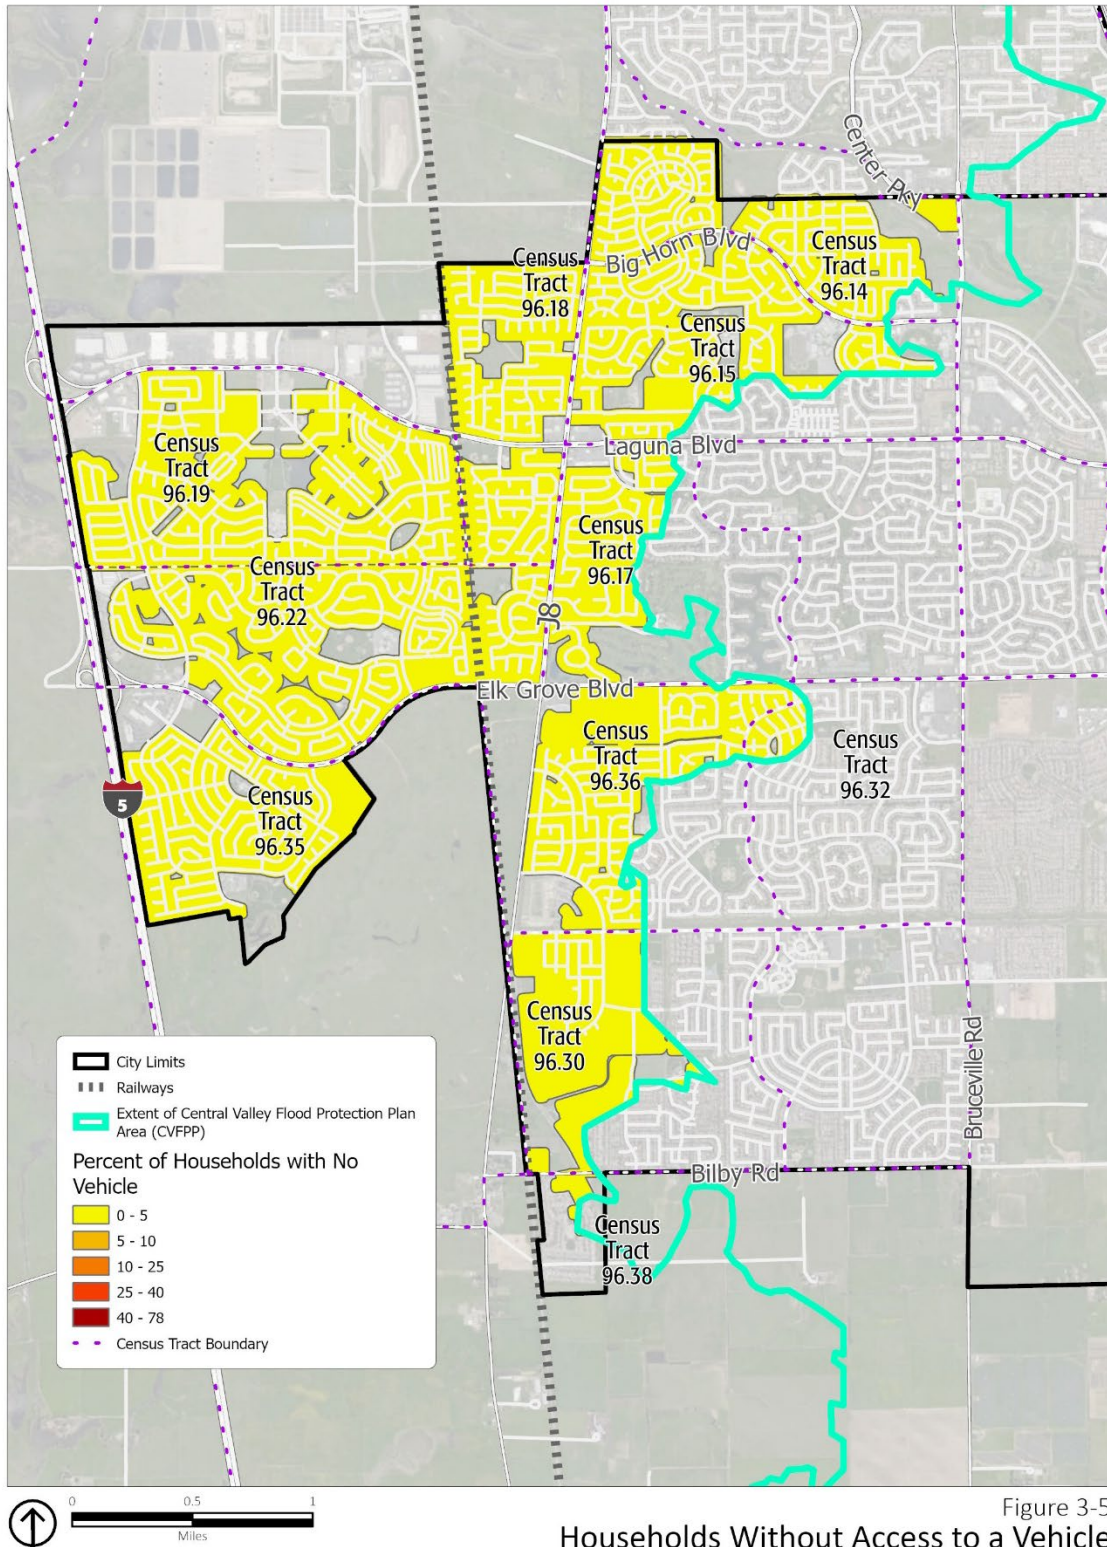 Center Pky
Big Horn Blvd
Census
Tract
96.14
Census
Tract
96.18
Census
Tract
96.15
Laguna Blvd
Census
Tract
96.19
Census
Tract
96.17
Census
Tract
96.22
J8
Elk Grove Blvd
Census
Tract
96.36
Census
Tract
96.32
5
Census
Tract
96.35
Census
Tract
96.30
Bruceville Rd
Bilby Rd
Census
Tract
96.38
City Limits
Railways
Extent of Central Valley Flood Protection Plan
Area (CVFPP)
Percent of Households with No
Vehicle
0 - 5
5 - 10
10 - 25
25 - 40
40 - 78
Census Tract Boundary
0 0.5 1
Miles
Figure 3-5
Households Without Access to a Vehicle